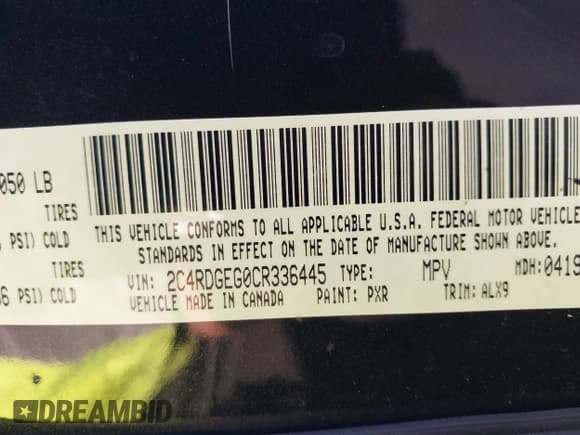 050 LB
TIRES
PSI) COLD
TIRES
36 PSI) COLD
THIS VEHICLE CONFORMS TO ALL APPLICABLE U.S.A. FEDERAL MOTOR VEHICLE
STANDARDS IN EFFECT ON THE DATE OF MANUFACTURE SHOWN ABOVE.
VIN: 2C4RDGEG0CR336445 TYPE: MPV MDH:0419
VEHICLE MADE IN CANADA PAINT: PXR TRIM: ALX9
DREAMBID